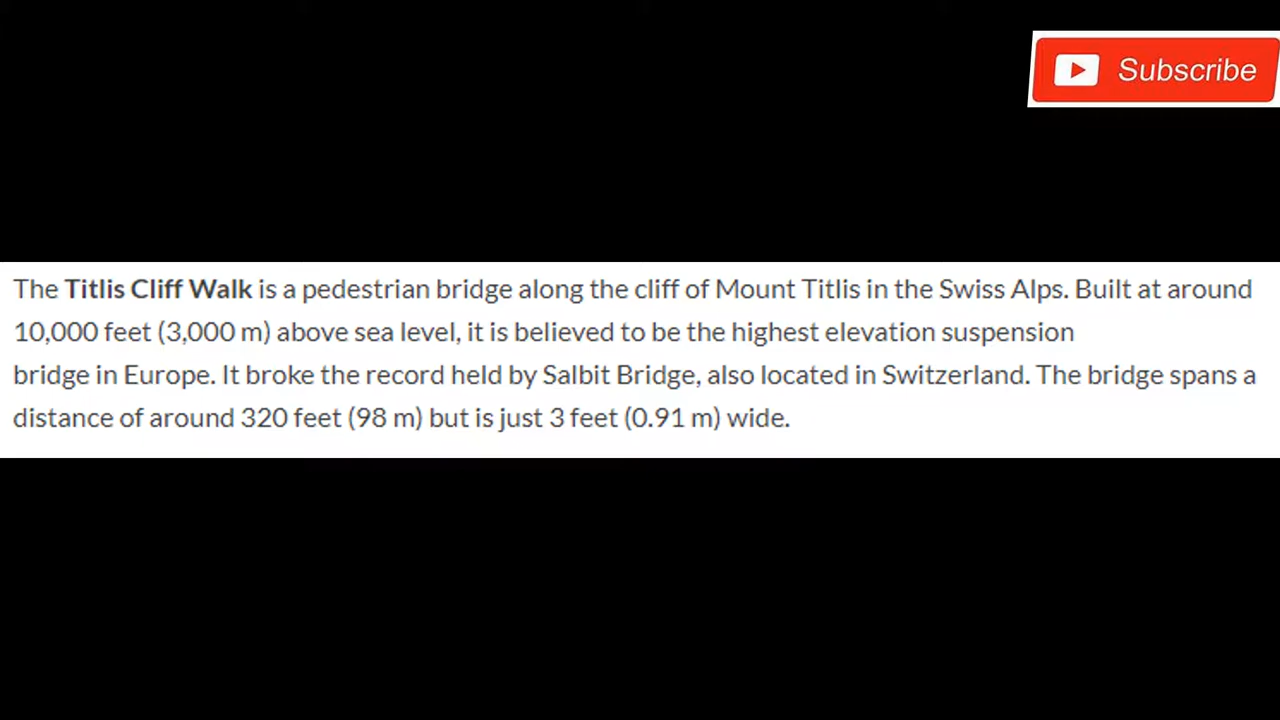 Subscribe
The Titlis Cliff Walk is a pedestrian bridge along the cliff of Mount Titlis in the Swiss Alps. Built at around
10,000 feet (3,000 m) above sea level, it is believed to be the highest elevation suspension
bridge in Europe. It broke the record held by Salbit Bridge, also located in Switzerland. The bridge spans a
distance of around 320 feet (98 m) but is just 3 feet (0.91 m) wide.